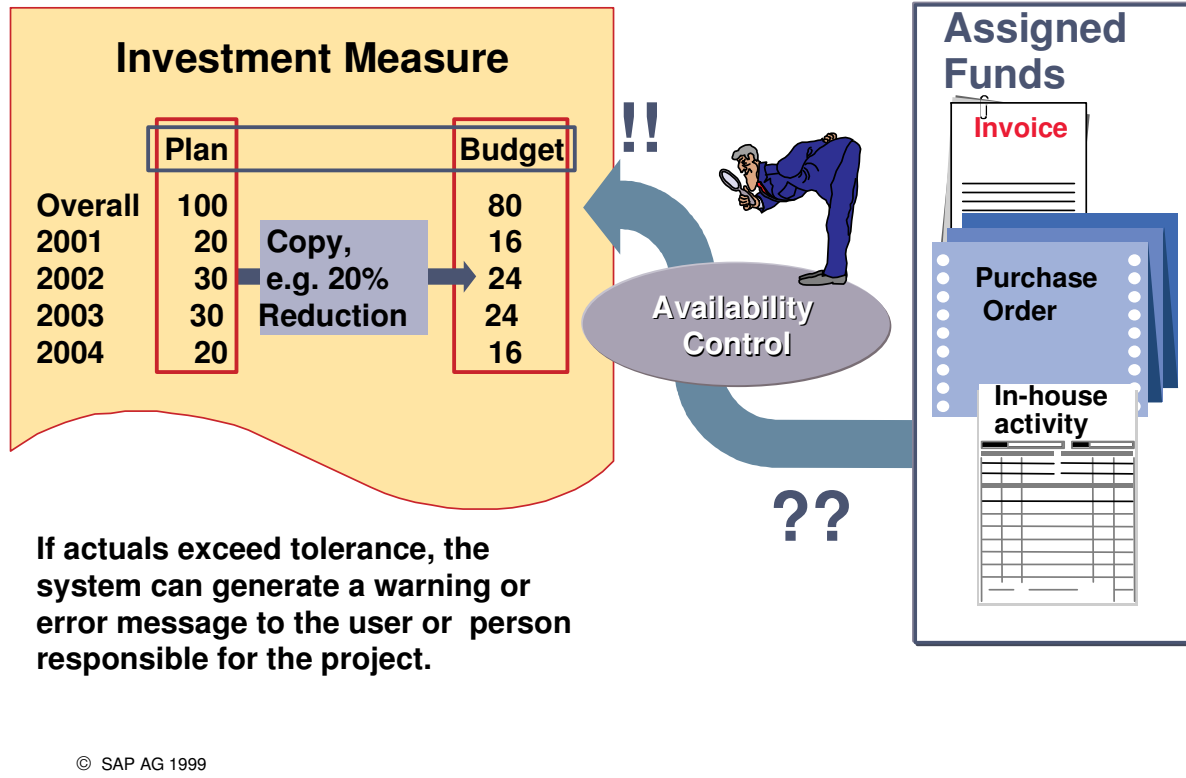 Investment Measure
Plan Budget
Overall 100 80
2001 20 16
2002 30 24
2003 30 24
2004 20 16
Copy,
e.g. 20%
Reduction
!!
Availability
Control
??
Assigned
Funds
Invoice
Purchase
Order
In-house
activity
If actuals exceed tolerance, the
system can generate a warning or
error message to the user or person
responsible for the project.
© SAP AG 1999